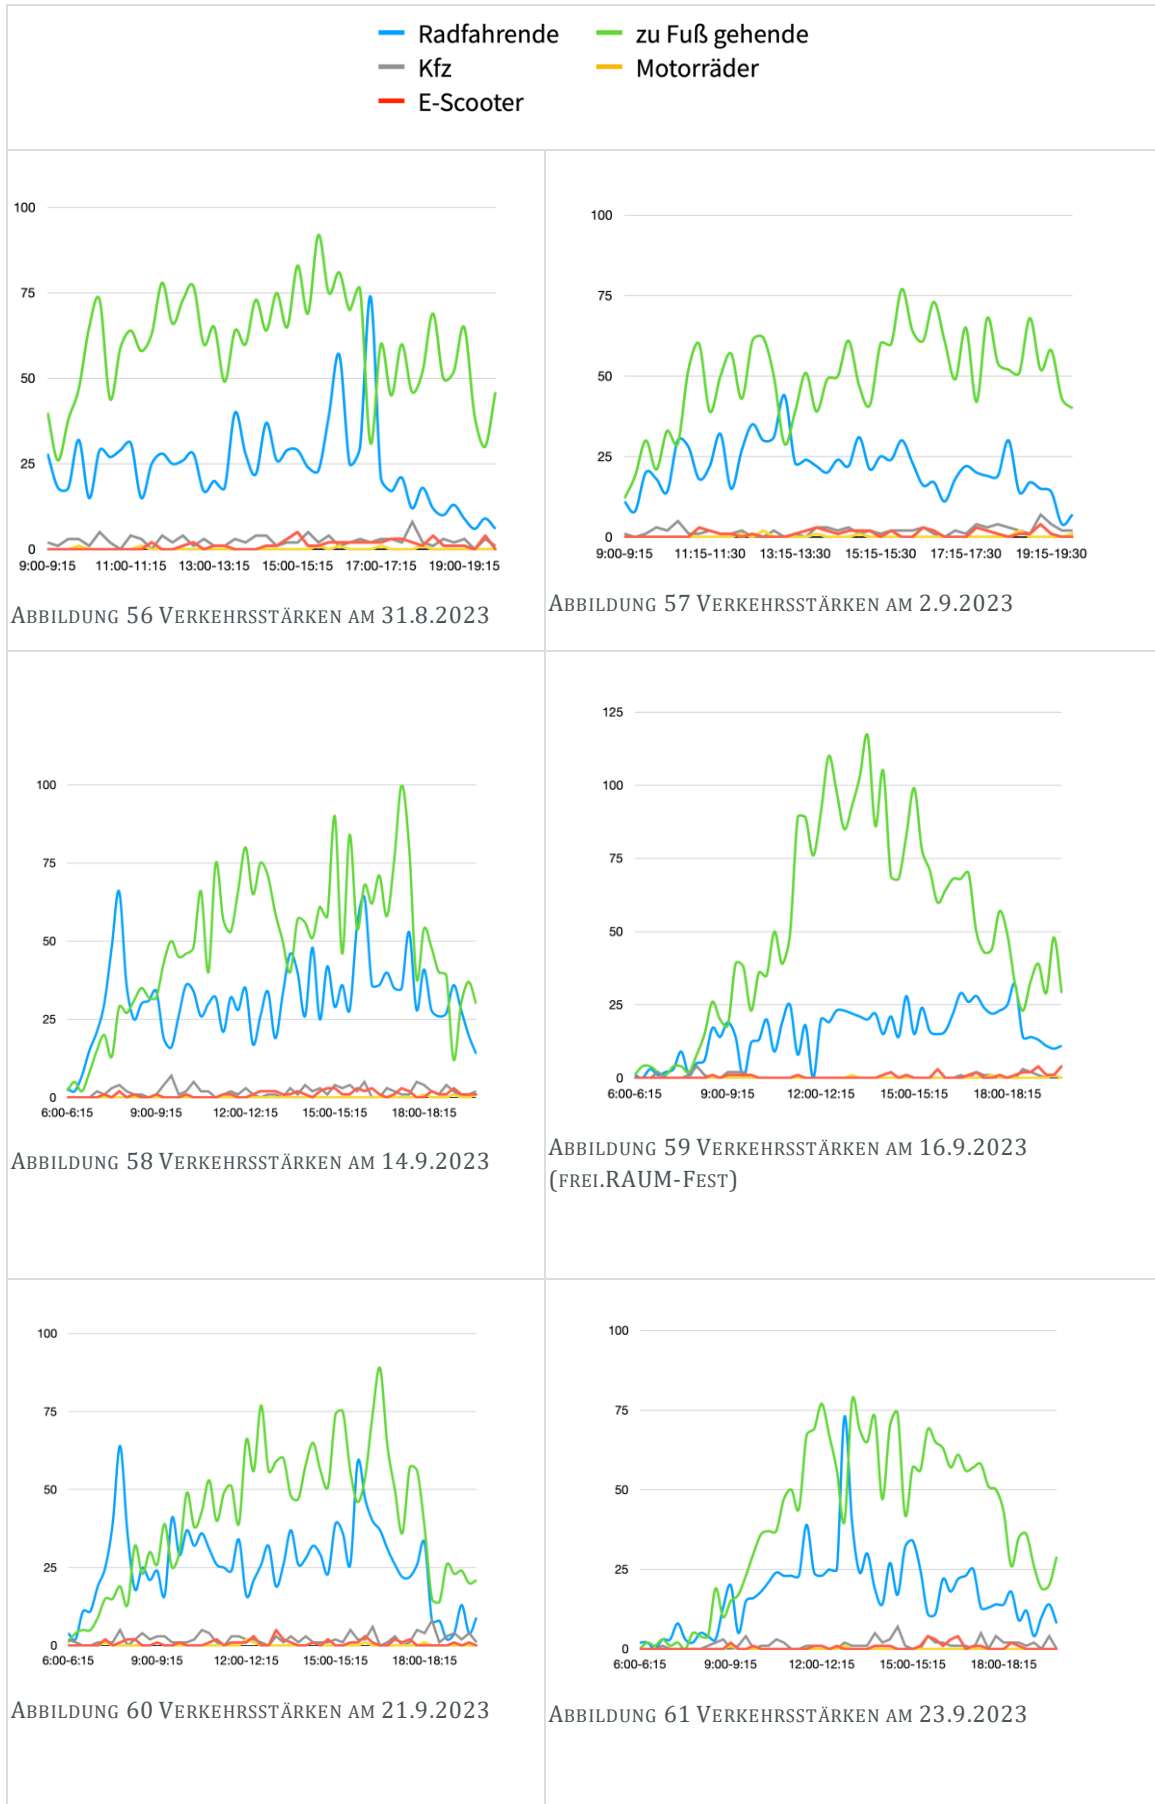 Radfahrende zu Fuß gehende
Kfz Motorräder
E-Scooter
100
75
50
25
0
9:00-9:15 11:00-11:15 13:00-13:15 15:00-15:15 17:00-17:15 19:00-19:15
ABBILDUNG 56 VERKEHRSSTÄRKEN AM 31.8.2023
100
75
50
25
0
9:00-9:15 11:15-11:30 13:15-13:30 15:15-15:30 17:15-17:30 19:15-19:30
ABBILDUNG 57 VERKEHRSSTÄRKEN AM 2.9.2023
100
75
50
25
0
6:00-6:15 9:00-9:15 12:00-12:15 15:00-15:15 18:00-18:15
ABBILDUNG 58 VERKEHRSSTÄRKEN AM 14.9.2023
125
100
75
50
25
0
6:00-6:15 9:00-9:15 12:00-12:15 15:00-15:15 18:00-18:15
ABBILDUNG 59 VERKEHRSSTÄRKEN AM 16.9.2023
(FREI.RAUM-FEST)
100
75
50
25
0
6:00-6:15 9:00-9:15 12:00-12:15 15:00-15:15 18:00-18:15
ABBILDUNG 60 VERKEHRSSTÄRKEN AM 21.9.2023
100
75
50
25
0
6:00-6:15 9:00-9:15 12:00-12:15 15:00-15:15 18:00-18:15
ABBILDUNG 61 VERKEHRSSTÄRKEN AM 23.9.2023